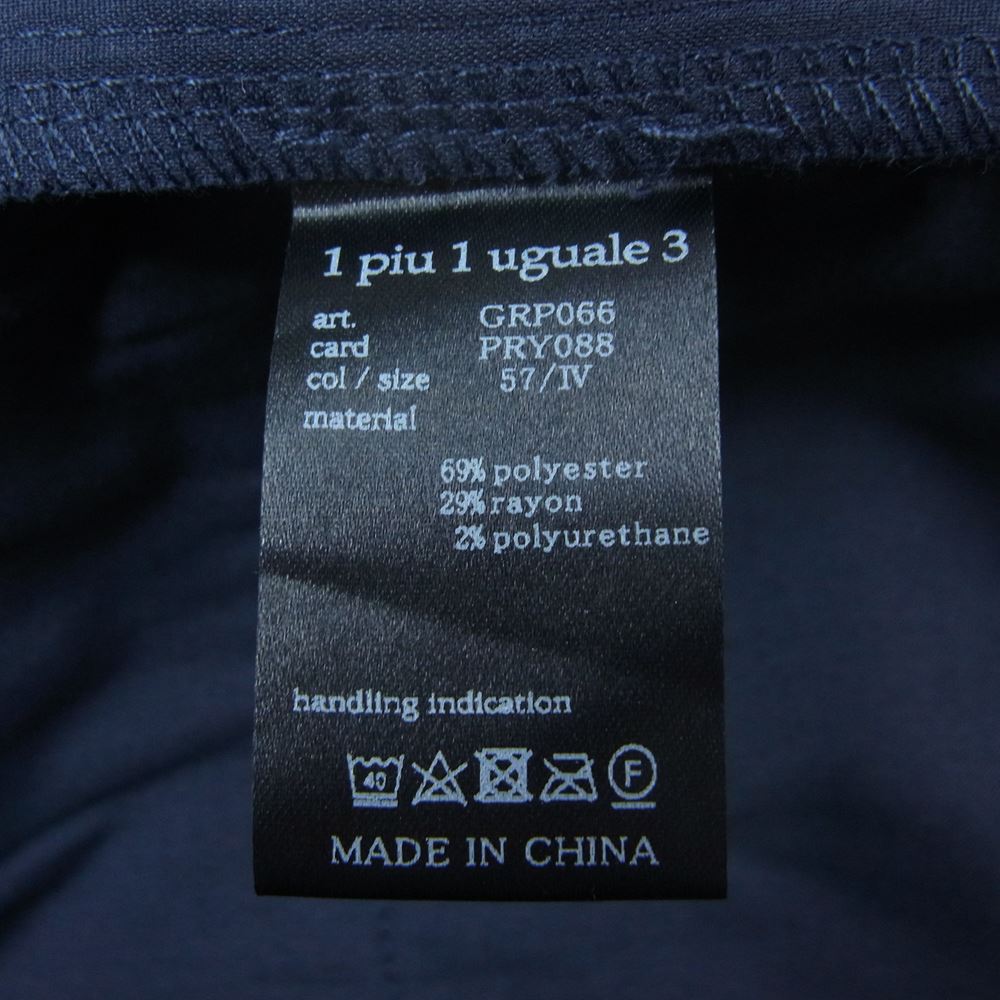 1 piu 1 uguale 3
art. GRP066
card PRY088
col / size 57/IV
material
69% polyester
29% rayon
2% polyurethane
handling indication
40 F
MADE IN CHINA